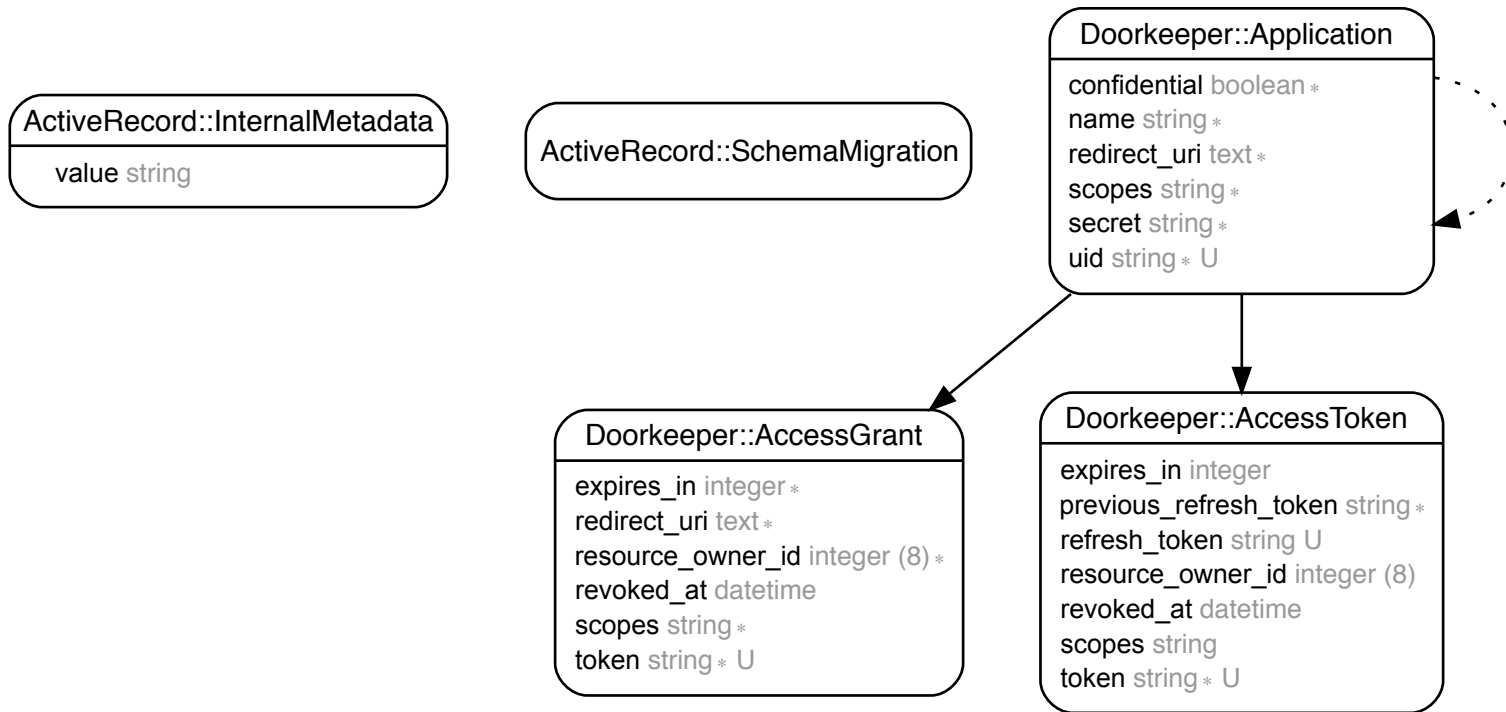 ActiveRecord::InternalMetadata
value string
ActiveRecord::SchemaMigration
Doorkeeper::Application
confidential boolean ∗
name string ∗
redirect_uri text ∗
scopes string ∗
secret string ∗
uid string ∗ U
Doorkeeper::AccessGrant
expires_in integer ∗
redirect_uri text ∗
resource_owner_id integer (8) ∗
revoked_at datetime
scopes string ∗
token string ∗ U
Doorkeeper::AccessToken
expires_in integer
previous_refresh_token string ∗
refresh_token string U
resource_owner_id integer (8)
revoked_at datetime
scopes string
token string ∗ U